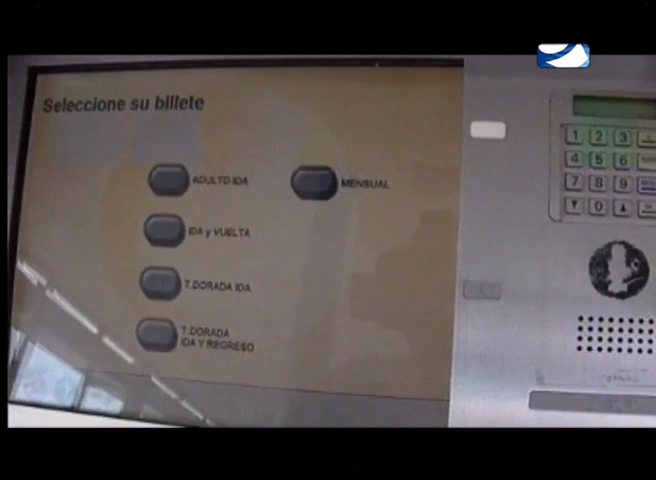 Seleccione su billete
ADULTO IDA
MENSUAL
IDA y VUELTA
T.DORADA IDA
T.DORADA
IDA Y REGRESO
1 2 3
4 5 6
7 8 9
0